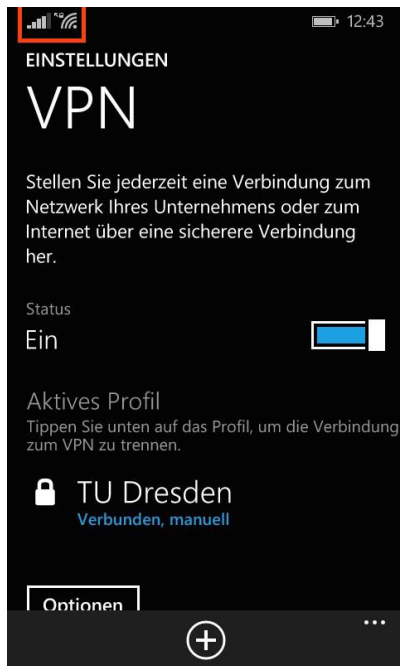 12:43
EINSTELLUNGEN
VPN
Stellen Sie jederzeit eine Verbindung zum
Netzwerk Ihres Unternehmens oder zum
Internet über eine sicherere Verbindung
her.
Status
Ein
Aktives Profil
Tippen Sie unten auf das Profil, um die Verbindung
zum VPN zu trennen.
TU Dresden
Verbunden, manuell
Optionen